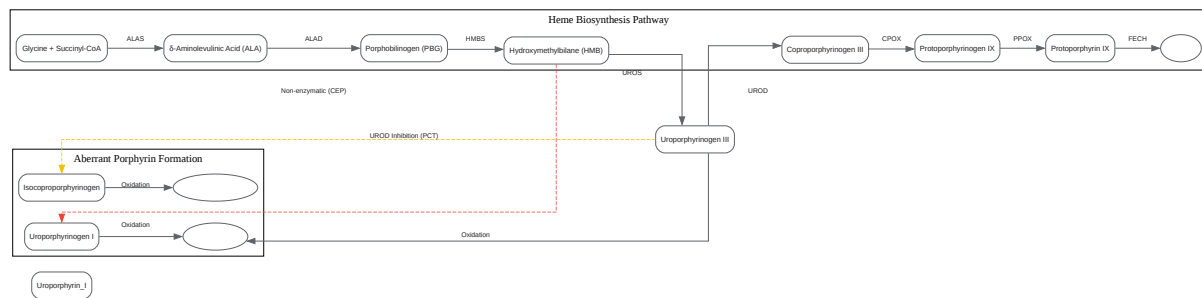 Heme Biosynthesis Pathway
Glycine + Succinyl-CoA
ALAS
δ-Aminolevulinic Acid (ALA)
ALAD
Porphobilinogen (PBG)
HMBS
Hydroxymethylbilane (HMB)
UROS
Coproporphyrinogen III
CPOX
Protoporphyrinogen IX
PPOX
Protoporphyrin IX
FECH
Non-enzymatic (CEP)
UROD
UROD Inhibition (PCT)
Uroporphyrinogen III
Aberrant Porphyrin Formation
Isocoproporphyrinogen
Oxidation
Uroporphyrinogen I
Oxidation
Oxidation
Uroporphyrin_I